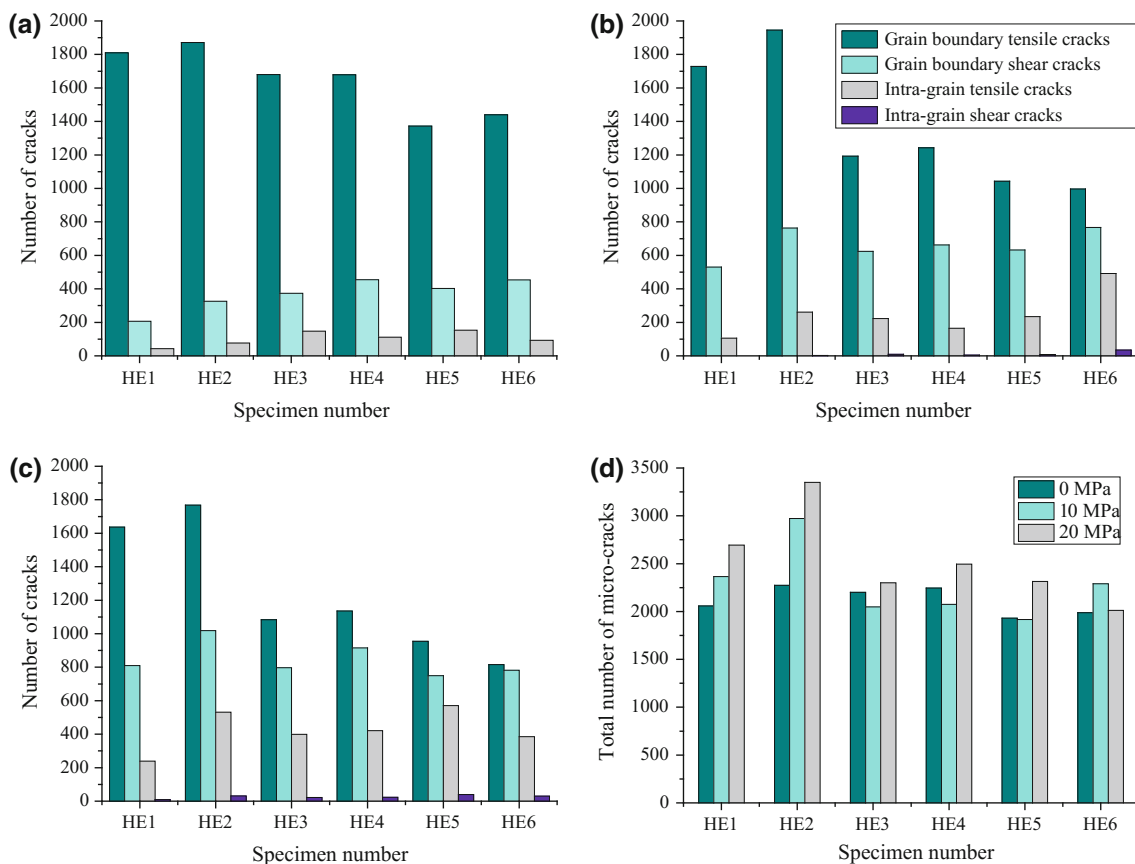 (a)
2000
1800
1600
1400
1200
1000
800
600
400
200
0
Number of cracks
HE1 HE2 HE3 HE4 HE5 HE6
Specimen number
(b)
2000
1800
1600
1400
1200
1000
800
600
400
200
0
Number of cracks
Grain boundary tensile cracks
Grain boundary shear cracks
Intra-grain tensile cracks
Intra-grain shear cracks
HE1 HE2 HE3 HE4 HE5 HE6
Specimen number
(c)
2000
1800
1600
1400
1200
1000
800
600
400
200
0
Number of cracks
HE1 HE2 HE3 HE4 HE5 HE6
Specimen number
(d)
3500
3000
2500
2000
1500
1000
500
0
Total number of micro-cracks
0 MPa
10 MPa
20 MPa
HE1 HE2 HE3 HE4 HE5 HE6
Specimen number